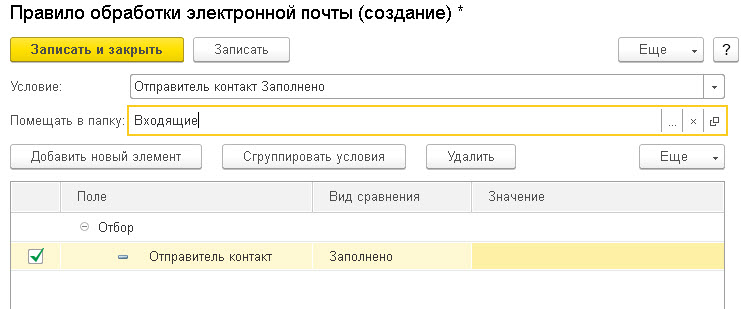 Правило обработки электронной почты (создание) *
Записать и закрыть Записать Еще ?
Условие: Отправитель контакт Заполнено
Помещать в папку: Входящие ... ×
Добавить новый элемент Сгруппировать условия Удалить Еще
Поле Вид сравнения Значение
Отбор
Отправитель контакт Заполнено